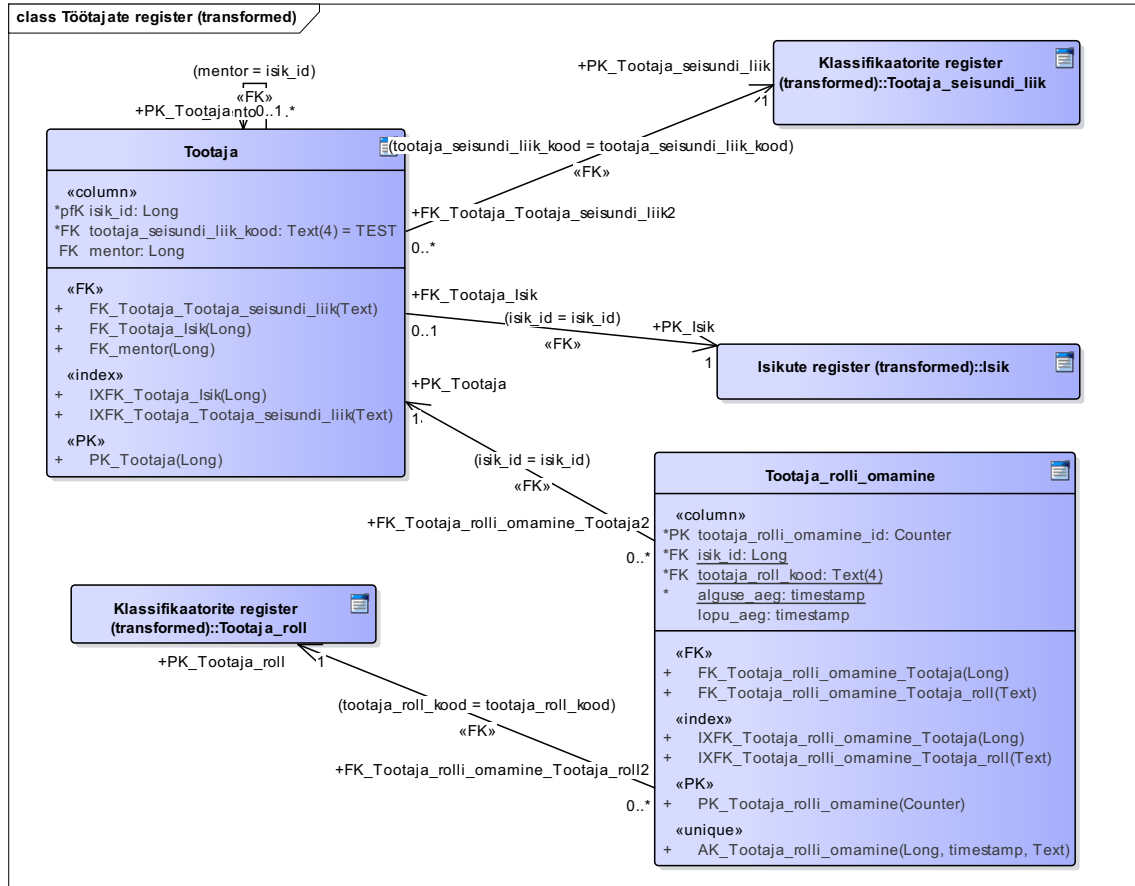 class Töötajate register (transformed)
(mentor = isik_id)
«FK»
+PK_Tootaja
0..1
..*
Tootaja
«column»
*pfK isik_id: Long
*FK tootaja_seisundi_liik_kood: Text(4) = TEST
FK mentor: Long
«FK»
+ FK_Tootaja_Tootaja_seisundi_liik(Text)
+ FK_Tootaja_Isik(Long)
+ FK_mentor(Long)
«index»
+ IXFK_Tootaja_Isik(Long)
+ IXFK_Tootaja_Tootaja_seisundi_liik(Text)
«PK»
+ PK_Tootaja(Long)
+PK_Tootaja_seisundi_liik
1
Klassifikaatorite register
(transformed)::Tootaja_seisundi_liik
(tootaja_seisundi_liik_kood = tootaja_seisundi_liik_kood)
«FK»
+FK_Tootaja_Tootaja_seisundi_liik2
0..*
+FK_Tootaja_Isik
0..1
(isik_id = isik_id)
«FK»
+PK_Isik
1
Isikute register (transformed)::Isik
+PK_Tootaja
1
(isik_id = isik_id)
«FK»
+FK_Tootaja_rolli_omamine_Tootaja2
0..*
Tootaja_rolli_omamine
«column»
*PK tootaja_rolli_omamine_id: Counter
*FK isik_id: Long
*FK tootaja_roll_kood: Text(4)
* alguse_aeg: timestamp
lopu_aeg: timestamp
«FK»
+ FK_Tootaja_rolli_omamine_Tootaja(Long)
+ FK_Tootaja_rolli_omamine_Tootaja_roll(Text)
«index»
+ IXFK_Tootaja_rolli_omamine_Tootaja(Long)
+ IXFK_Tootaja_rolli_omamine_Tootaja_roll(Text)
«PK»
+ PK_Tootaja_rolli_omamine(Counter)
«unique»
+ AK_Tootaja_rolli_omamine(Long, timestamp, Text)
Klassifikaatorite register
(transformed)::Tootaja_roll
+PK_Tootaja_roll
1
(tootaja_roll_kood = tootaja_roll_kood)
«FK»
+FK_Tootaja_rolli_omamine_Tootaja_roll2
0..*